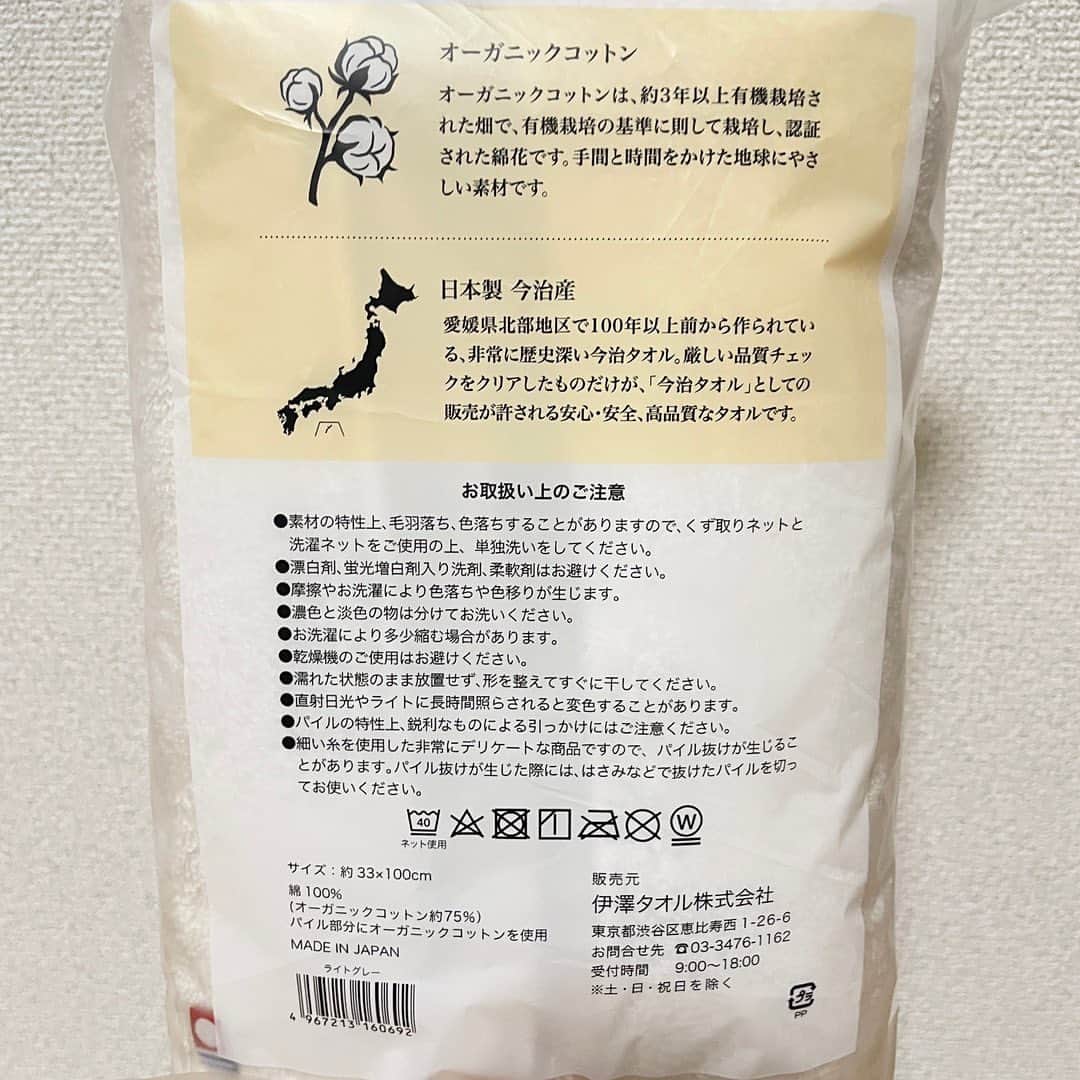 オーガニックコットン
オーガニックコットンは、約3年以上有機栽培さ
れた畑で、有機栽培の基準に則して栽培し、認証
された綿花です。手間と時間をかけた地球にやさ
しい素材です。
日本製 今治産
愛媛県北部地区で100年以上前から作られてい
る、非常に歴史深い今治タオル。厳しい品質チェッ
クをクリアしたものだけが、「今治タオル」としての
販売が許される安心・安全、高品質なタオルです。
お取扱い上のご注意
●素材の特性上、毛羽落ち、色落ちすることがありますので、くず取りネットと
洗濯ネットをご使用の上、単独洗いをしてください。
●漂白剤、蛍光増白剤入り洗剤、柔軟剤はお避けください。
●摩擦やお洗濯により色落ちや色移りが生じます。
●濃色と淡色の物は分けてお洗いください。
●お洗濯により多少縮む場合があります。
●乾燥機のご使用はお避けください。
●濡れた状態のまま放置せず、形を整えてすぐに干してください。
●直射日光やライトに長時間照らされると変色することがあります。
●パイルの特性上、鋭利なものによる引っかけにはご注意ください。
●細い糸を使用した非常にデリケートな商品ですので、パイル抜けが生じるこ
とがあります。パイル抜けが生じた際には、はさみなどで抜けたパイルを切っ
てお使いください。
40 W
ネット使用
サイズ：約 33×100cm
綿 100%
(オーガニックコットン約75%)
パイル部分にオーガニックコットンを使用
MADE IN JAPAN
ライトグレー
4 967213 160692
販売元
伊澤タオル株式会社
東京都渋谷区恵比寿西 1-26-6
お問合せ先 ☎03-3476-1162
受付時間 9:00〜18:00
※土・日・祝日を除く
プラ
PP